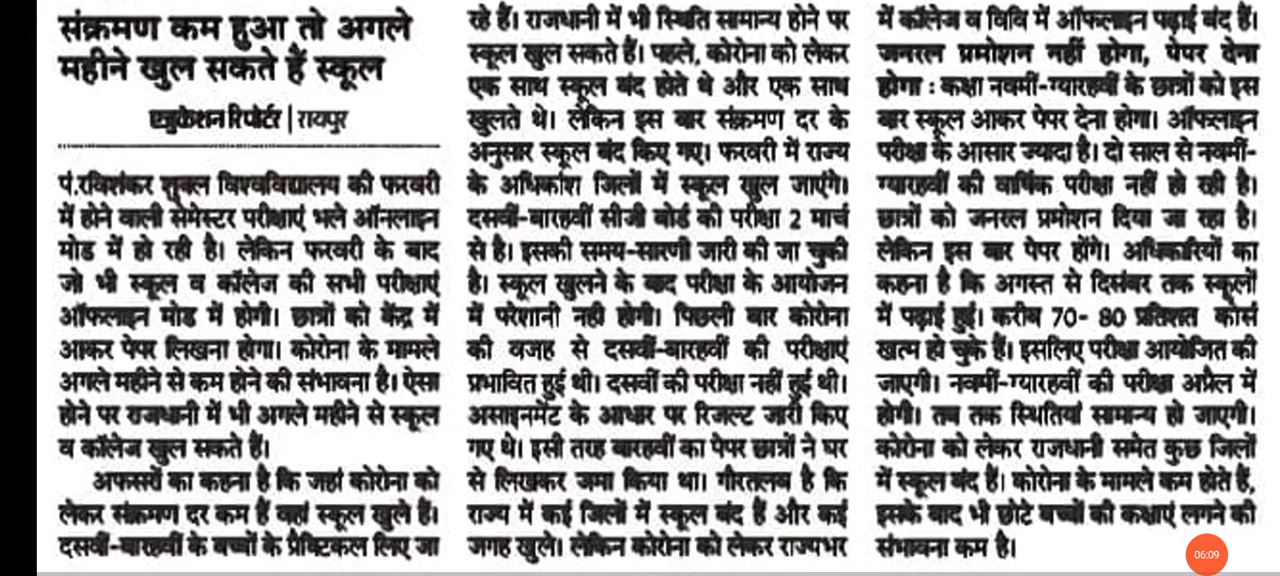 संक्रमण कम हुआ तो अगले
महीने खुल सकते हैं स्कूल
एजुकेशन रिपोर्टर | रायपुर
पं.रविशंकर शुक्ल विश्वविद्यालय की फरवरी
में होने वाली सेमेस्टर परीक्षाएं भले ऑनलाइन
मोड में हो रही है। लेकिन फरवरी के बाद
जो भी स्कूल व कॉलेज की सभी परीक्षाएं
ऑफलाइन मोड में होगी। छात्रों को केंद्र में
आकर पेपर लिखना होगा। कोरोना के मामले
अगले महीने से कम होने की संभावना है। ऐसा
होने पर राजधानी में भी अगले महीने से स्कूल
व कॉलेज खुल सकते हैं।
अफसरों का कहना है कि जहां कोरोना को
लेकर संक्रमण दर कम हैं वहां स्कूल खुले हैं।
दसवीं-बारहवीं के बच्चों के प्रैक्टिकल लिए जा
रहे हैं। राजधानी में भी स्थिति सामान्य होने पर
स्कूल खुल सकते हैं। पहले, कोरोना को लेकर
एक साथ स्कूल बंद होते थे और एक साथ
खुलते थे। लेकिन इस बार संक्रमण दर के
अनुसार स्कूल बंद किए गए। फरवरी में राज्य
के अधिकांश जिलों में स्कूल खुल जाएंगे।
दसवीं-बारहवीं सीजी बोर्ड की परीक्षा 2 मार्च
से है। इसकी समय-सारणी जारी की जा चुकी
है। स्कूल खुलने के बाद परीक्षा के आयोजन
में परेशानी नही होगी। पिछली बार कोरोना
की वजह से दसवीं-बारहवीं की परीक्षाएं
प्रभावित हुई थी। दसवीं की परीक्षा नहीं हुई थी।
असाइनमेंट के आधार पर रिजल्ट जारी किए
गए थे। इसी तरह बारहवीं का पेपर छात्रों ने घर
से लिखकर जमा किया था। गौरतलब है कि
राज्य में कई जिलों में स्कूल बंद हैं और कई
जगह खुले। लेकिन कोरोना को लेकर राज्यभर
में कॉलेज व विवि में ऑफलाइन पढ़ाई बंद हैं।
जनरल प्रमोशन नहीं होगा, पेपर देना
होगा : कक्षा नवमीं-ग्यारहवीं के छात्रों को इस
बार स्कूल आकर पेपर देना होगा। ऑफलाइन
परीक्षा के आसार ज्यादा है। दो साल से नवमीं-
ग्यारहवीं की वार्षिक परीक्षा नहीं हो रही है।
छात्रों को जनरल प्रमोशन दिया जा रहा है।
लेकिन इस बार पेपर होंगे। अधिकारियों का
कहना है कि अगस्त से दिसंबर तक स्कूलों
में पढ़ाई हुई। करीब 70- 80 प्रतिशत कोर्स
खत्म हो चुके हैं। इसलिए परीक्षा आयोजित की
जाएगी। नवमीं-ग्यारहवीं की परीक्षा अप्रैल में
होगी। तब तक स्थितियां सामान्य हो जाएगी।
कोरोना को लेकर राजधानी समेत कुछ जिलों
में स्कूल बंद हैं। कोरोना के मामले कम होते हैं,
इसके बाद भी छोटे बच्चों की कक्षाएं लगने की
संभावना कम है।
06:09